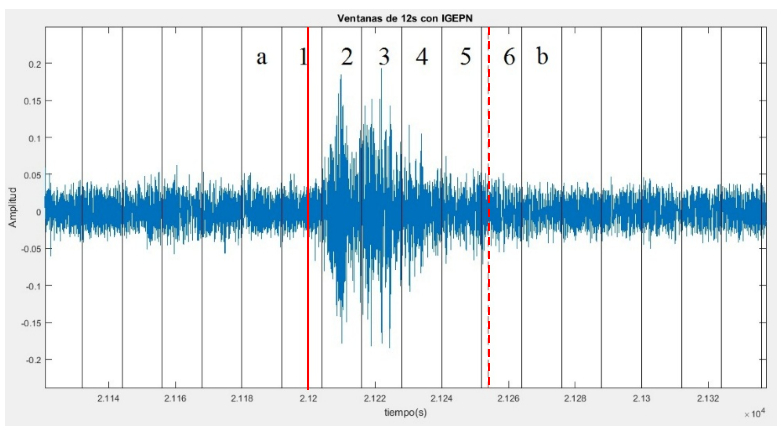 Ventanas de 12s con IGEPN
a 1 2 3 4 5 6 b
0.2
0.15
0.1
0.05
0
-0.05
-0.1
-0.15
-0.2
Amplitud
2.114 2.116 2.118 2.12 2.122 2.124 2.126 2.128 2.13 2.132
tiempo(s)
×10⁴